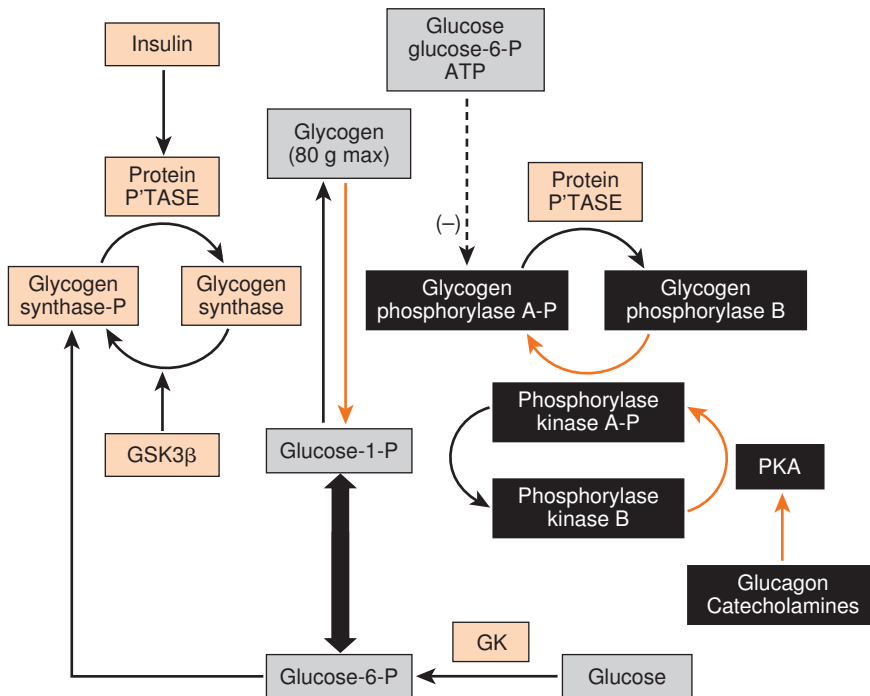 Insulin
Glucose
glucose-6-P
ATP
Glycogen
(80 g max)
Protein
P'TASE
Protein
P'TASE
(–)
Glycogen
synthase-P
Glycogen
synthase
Glycogen
phosphorylase A-P
Glycogen
phosphorylase B
Phosphorylase
kinase A-P
GSK3β
Glucose-1-P
PKA
Phosphorylase
kinase B
Glucagon
Catecholamines
GK
Glucose-6-P
Glucose